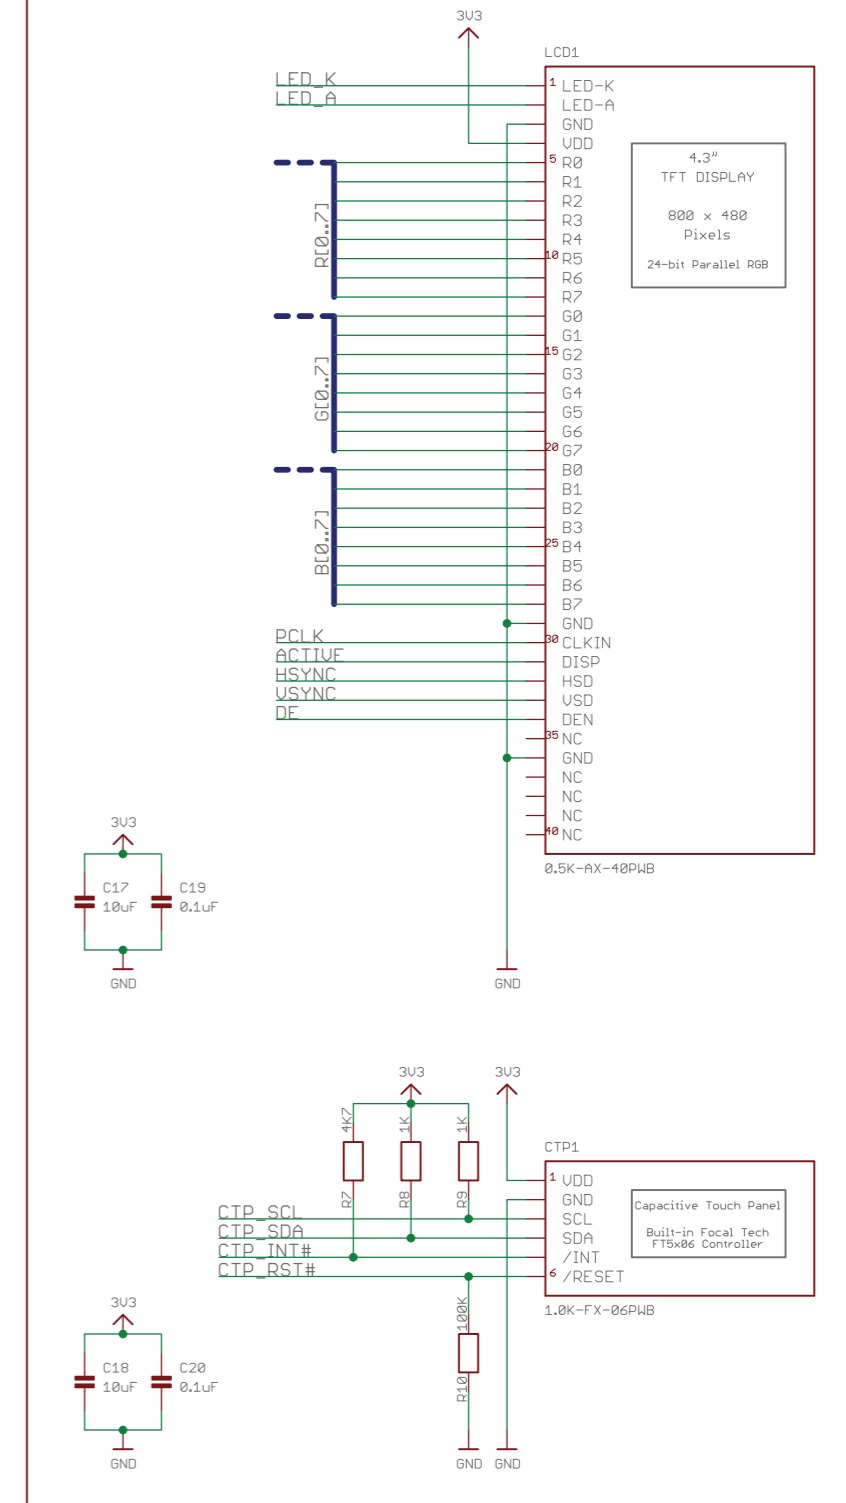 3V3
LCD1
LED_K
1 LED-K
LED_A
LED-A
GND
VDD
4.3"
TFT DISPLAY
800 x 480
Pixels
24-bit Parallel RGB
R[0..7]
5 R0
R1
R2
R3
R4
10 R5
R6
R7
G[0..7]
G0
G1
15 G2
G3
G4
G5
G6
20 G7
B[0..7]
B0
B1
B2
B3
25 B4
B5
B6
B7
GND
PCLK
30 CLKIN
ACTIVE
DISP
HSYNC
HSD
VSYNC
VSD
DE
DEN
35 NC
GND
NC
NC
NC
40 NC
0.5K-AX-40PWB
3V3
C17
10uF
C19
0.1uF
GND
GND
3V3
3V3
4K7
R7
1K
R8
1K
R9
CTP1
1 VDD
GND
CTP_SCL
SCL
CTP_SDA
SDA
CTP_INT#
/INT
CTP_RST#
6 /RESET
Capacitive Touch Panel
Built-in Focal Tech
FT5x06 Controller
1.0K-FX-06PWB
100K
R10
3V3
C18
10uF
C20
0.1uF
GND
GND
GND